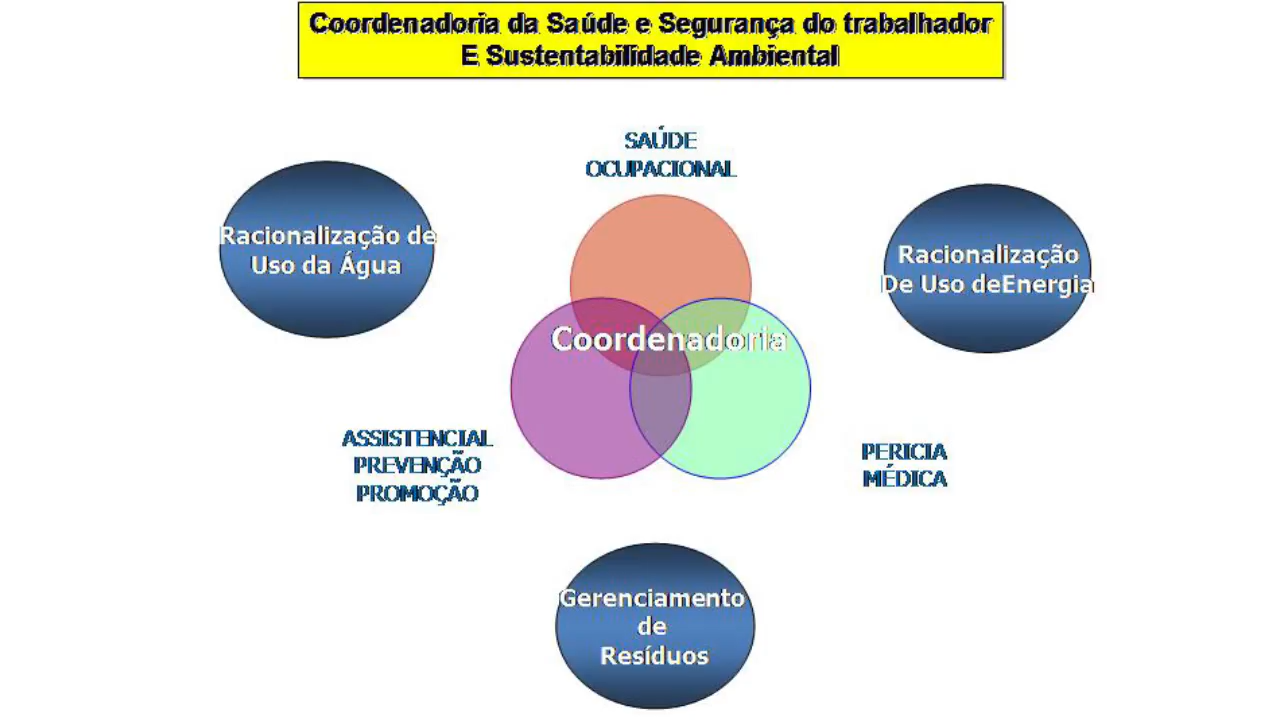 Coordenadoria da Saúde e Segurança do trabalhador
E Sustentabilidade Ambiental
SAÚDE
OCUPACIONAL
Racionalização de
Uso da Água
Racionalização
De Uso deEnergia
Coordenadoria
ASSISTENCIAL
PREVENÇÃO
PROMOÇÃO
PERICIA
MÉDICA
Gerenciamento
de
Resíduos